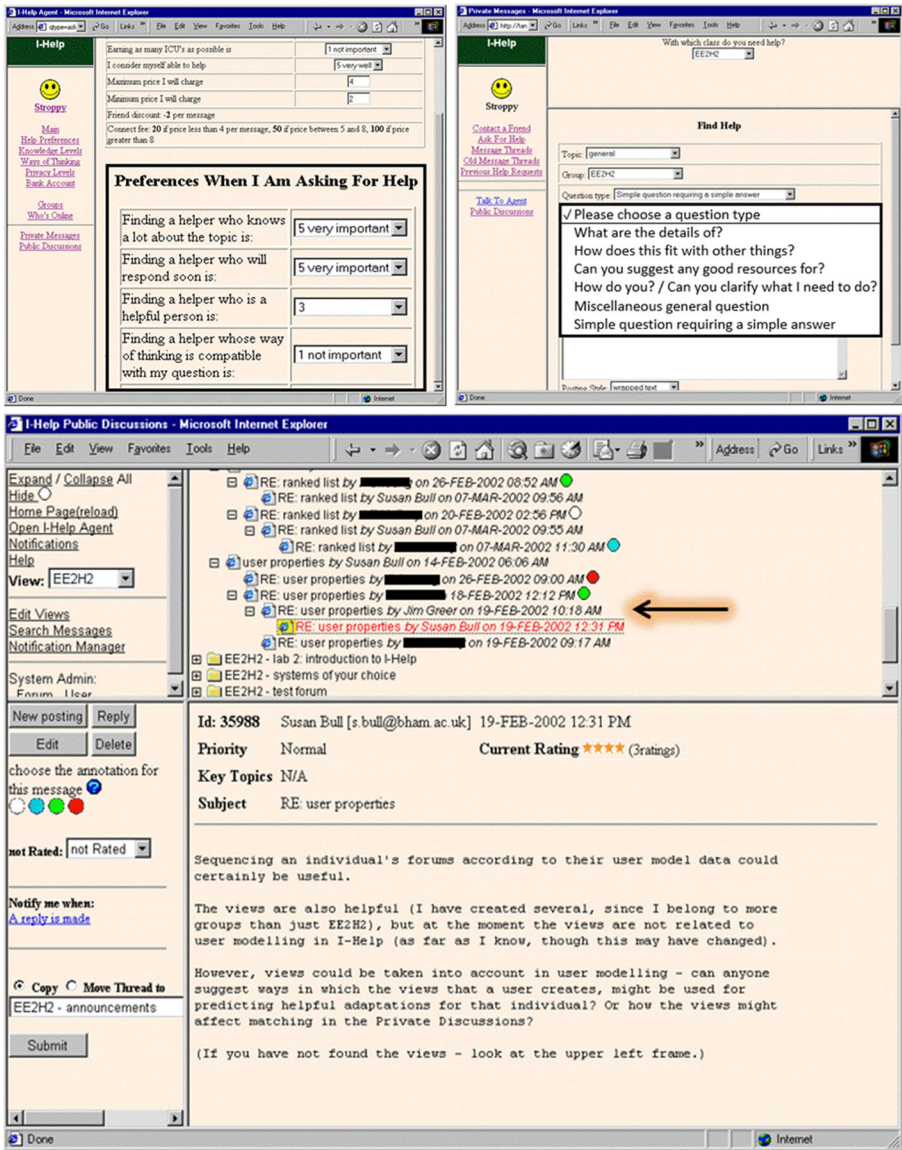 I-Help Agent - Microsoft Internet Explorer
Address Go Links » File Edit View Favorites Tools Help »
I-Help
Stroppy
Main
Help Preferences
Knowledge Levels
Ways of Thinking
Privacy Levels
Bank Account
Groups
Who's Online
Private Messages
Public Discussions
Earning as many ICU's as possible is 1 not important
I consider myself able to help 5 very well
Maximum price I will charge 4
Minimum price I will charge 2
Friend discount: -2 per message
Connect fee: 20 if price less than 4 per message, 50 if price between 5 and 8, 100 if price
greater than 8
Preferences When I Am Asking For Help
Finding a helper who knows
a lot about the topic is: 5 very important
Finding a helper who will
respond soon is: 5 very important
Finding a helper who is a
helpful person is: 3
Finding a helper whose way
of thinking is compatible
with my question is: 1 not important
Done Internet
Private Messages - Microsoft Internet Explorer
Address http://fan Go Links » File Edit View Favorites Tools Help »
I-Help
Stroppy
Contact a Friend
Ask For Help
Message Threads
Old Message Threads
Previous Help Requests
Talk To Agent
Public Discussions
With which class do you need help?
EE2H2
Find Help
Topic: general
Group: EE2H2
Question type: Simple question requiring a simple answer
√ Please choose a question type
What are the details of?
How does this fit with other things?
Can you suggest any good resources for?
How do you? / Can you clarify what I need to do?
Miscellaneous general question
Simple question requiring a simple answer
Posting Style: wrapped text
Done Internet
I-Help Public Discussions - Microsoft Internet Explorer
File Edit View Favorites Tools Help » Address Go Links »
Expand / Collapse All
Hide
Home Page(reload)
Open I-Help Agent
Notifications
Help
View: EE2H2
Edit Views
Search Messages
Notification Manager
System Admin:
Forum User
RE: ranked list by on 26-FEB-2002 08:52 AM
RE: ranked list by Susan Bull on 07-MAR-2002 09:56 AM
RE: ranked list by on 20-FEB-2002 02:56 PM
RE: ranked list by Susan Bull on 07-MAR-2002 09:55 AM
RE: ranked list by on 07-MAR-2002 11:30 AM
user properties by Susan Bull on 14-FEB-2002 06:06 AM
RE: user properties by on 26-FEB-2002 09:00 AM
RE: user properties by 18-FEB-2002 12:12 PM
RE: user properties by Jim Greer on 19-FEB-2002 10:18 AM
RE: user properties by Susan Bull on 19-FEB-2002 12:31 PM
RE: user properties by on 19-FEB-2002 09:17 AM
EE2H2 - lab 2: introduction to I-Help
EE2H2 - systems of your choice
EE2H2 - test forum
New posting Reply
Edit Delete
choose the annotation for
this message ?
not Rated: not Rated
Notify me when:
A reply is made
Copy Move Thread to
EE2H2 - announcements
Submit
Id: 35988 Susan Bull [s.bull@bham.ac.uk] 19-FEB-2002 12:31 PM
Priority Normal Current Rating ★★★★ (3ratings)
Key Topics N/A
Subject RE: user properties
Sequencing an individual's forums according to their user model data could
certainly be useful.
The views are also helpful (I have created several, since I belong to more
groups than just EE2H2), but at the moment the views are not related to
user modelling in I-Help (as far as I know, though this may have changed).
However, views could be taken into account in user modelling - can anyone
suggest ways in which the views that a user creates, might be used for
predicting helpful adaptations for that individual? Or how the views might
affect matching in the Private Discussions?
(If you have not found the views - look at the upper left frame.)
Done Internet